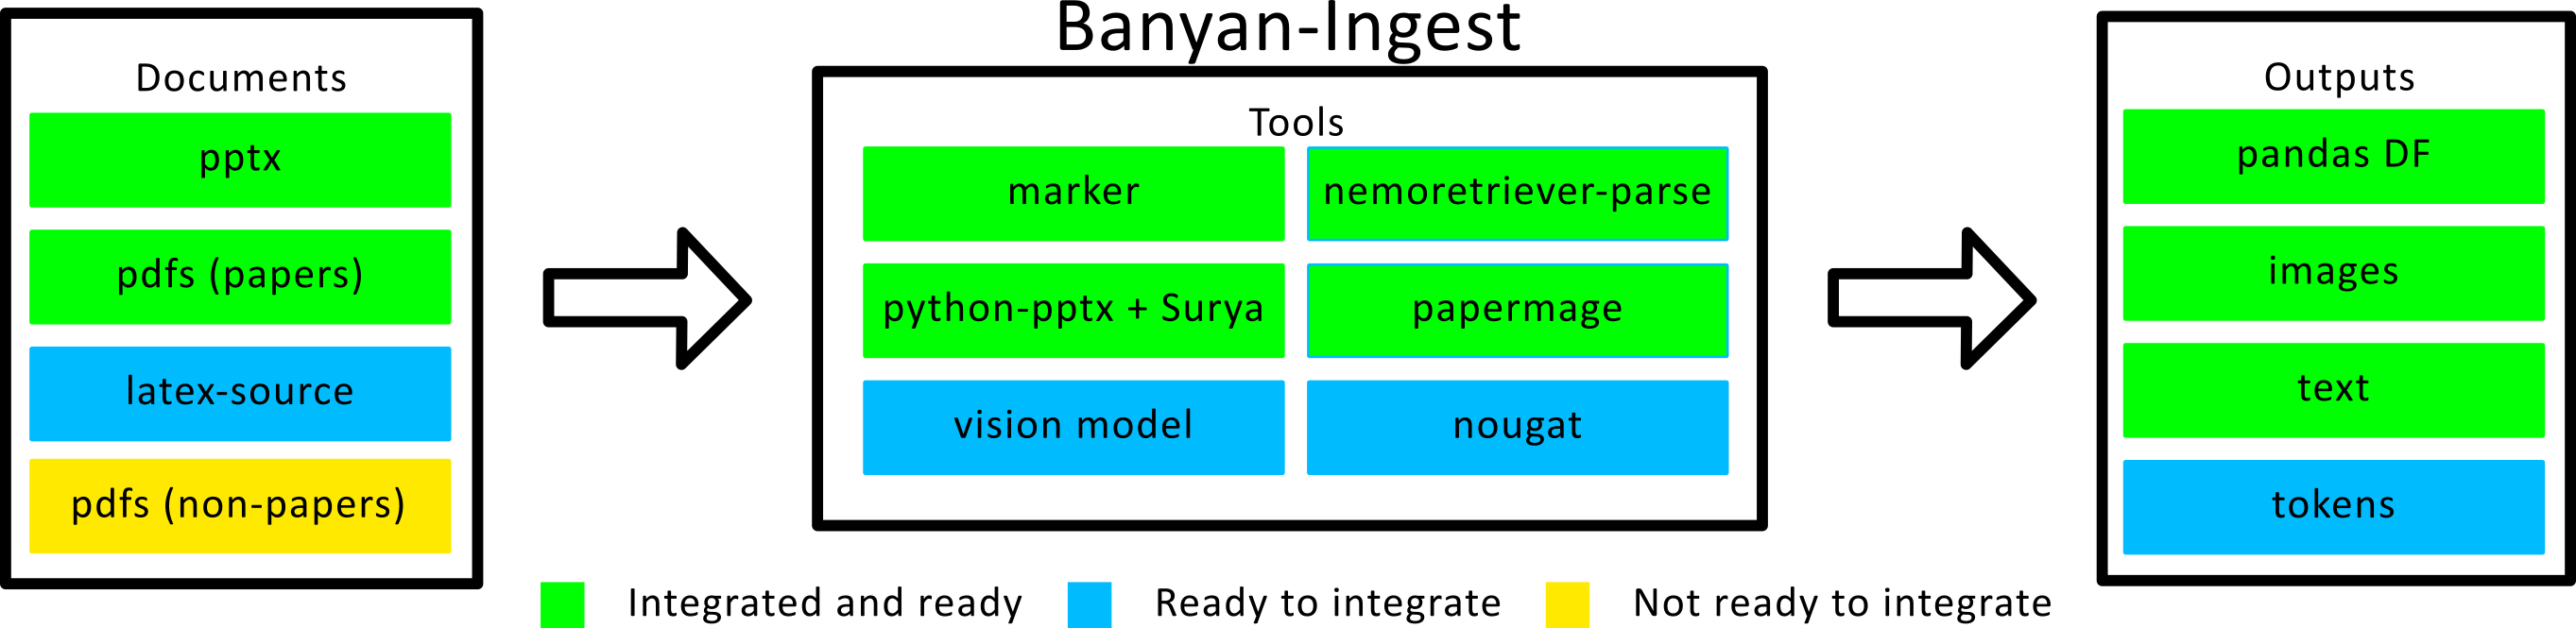 Banyan-Ingest
Documents
pptx
pdfs (papers)
latex-source
pdfs (non-papers)
Tools
marker
nemoretriever-parse
python-pptx + Surya
papermage
vision model
nougat
Outputs
pandas DF
images
text
tokens
Integrated and ready
Ready to integrate
Not ready to integrate